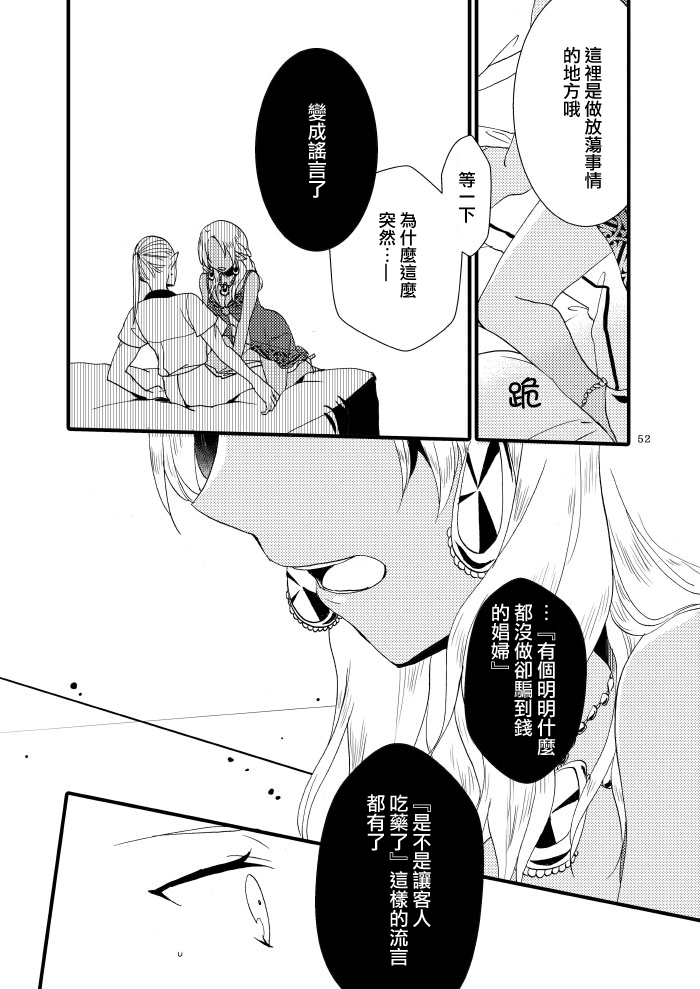 這裡是做放蕩事情
的地方哦
跪
等一下
為什麼這麼
突然…—
變成謠言了
52
…『有個明明什麼
都沒做卻騙到錢
的娼婦』
『是不是讓客人
吃藥了』這樣的流言
都有了